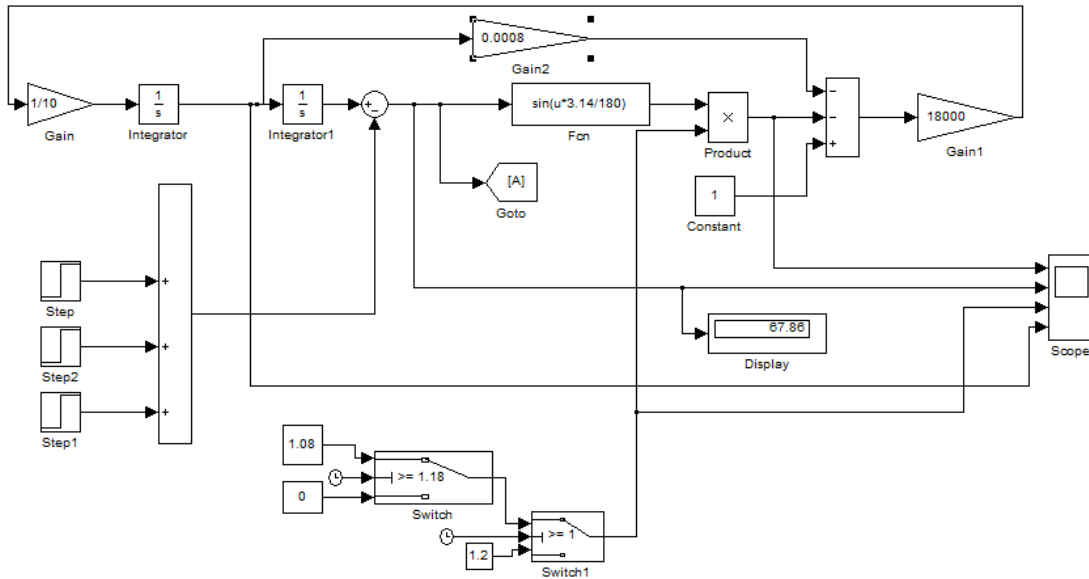 0.0008
Gain2
1/10
Gain
1
s
Integrator
1
s
Integrator1
+
−
sin(u*3.14/180)
Fcn
×
Product
−
−
+
18000
Gain1
[A]
Goto
1
Constant
Step
+
Step2
+
Step1
+
67.86
Display
Scope
1.08
>= 1.18
0
Switch
>= 1
1.2
Switch1